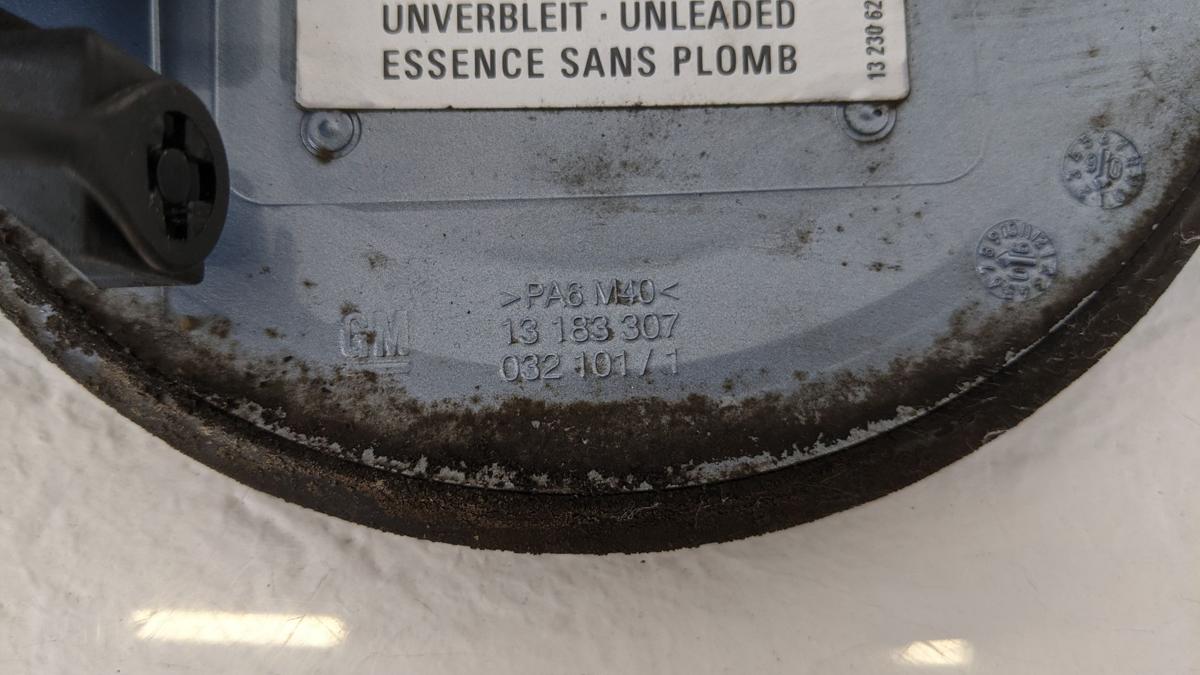 UNVERBLEIT · UNLEADED
ESSENCE SANS PLOMB
13 230 62
>PA6 M40<
13 183 307
032 101 / 1
GM